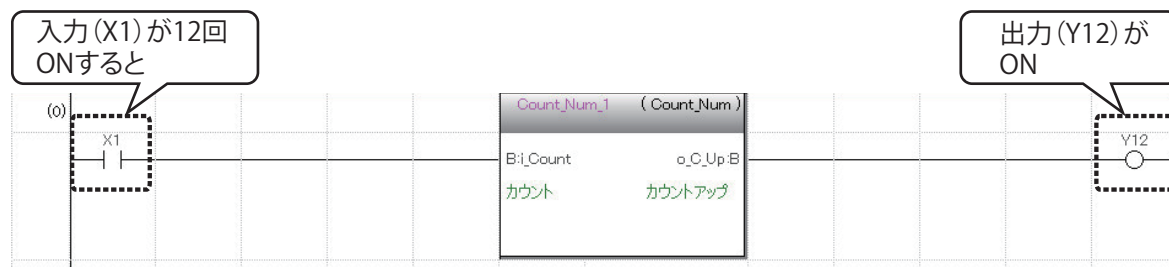 入力(X1)が12回
ONすると
出力(Y12)が
ON
(0)
Count_Num_1 (Count_Num)
X1
Y12
B:i_Count o_C_Up:B
カウント カウントアップ